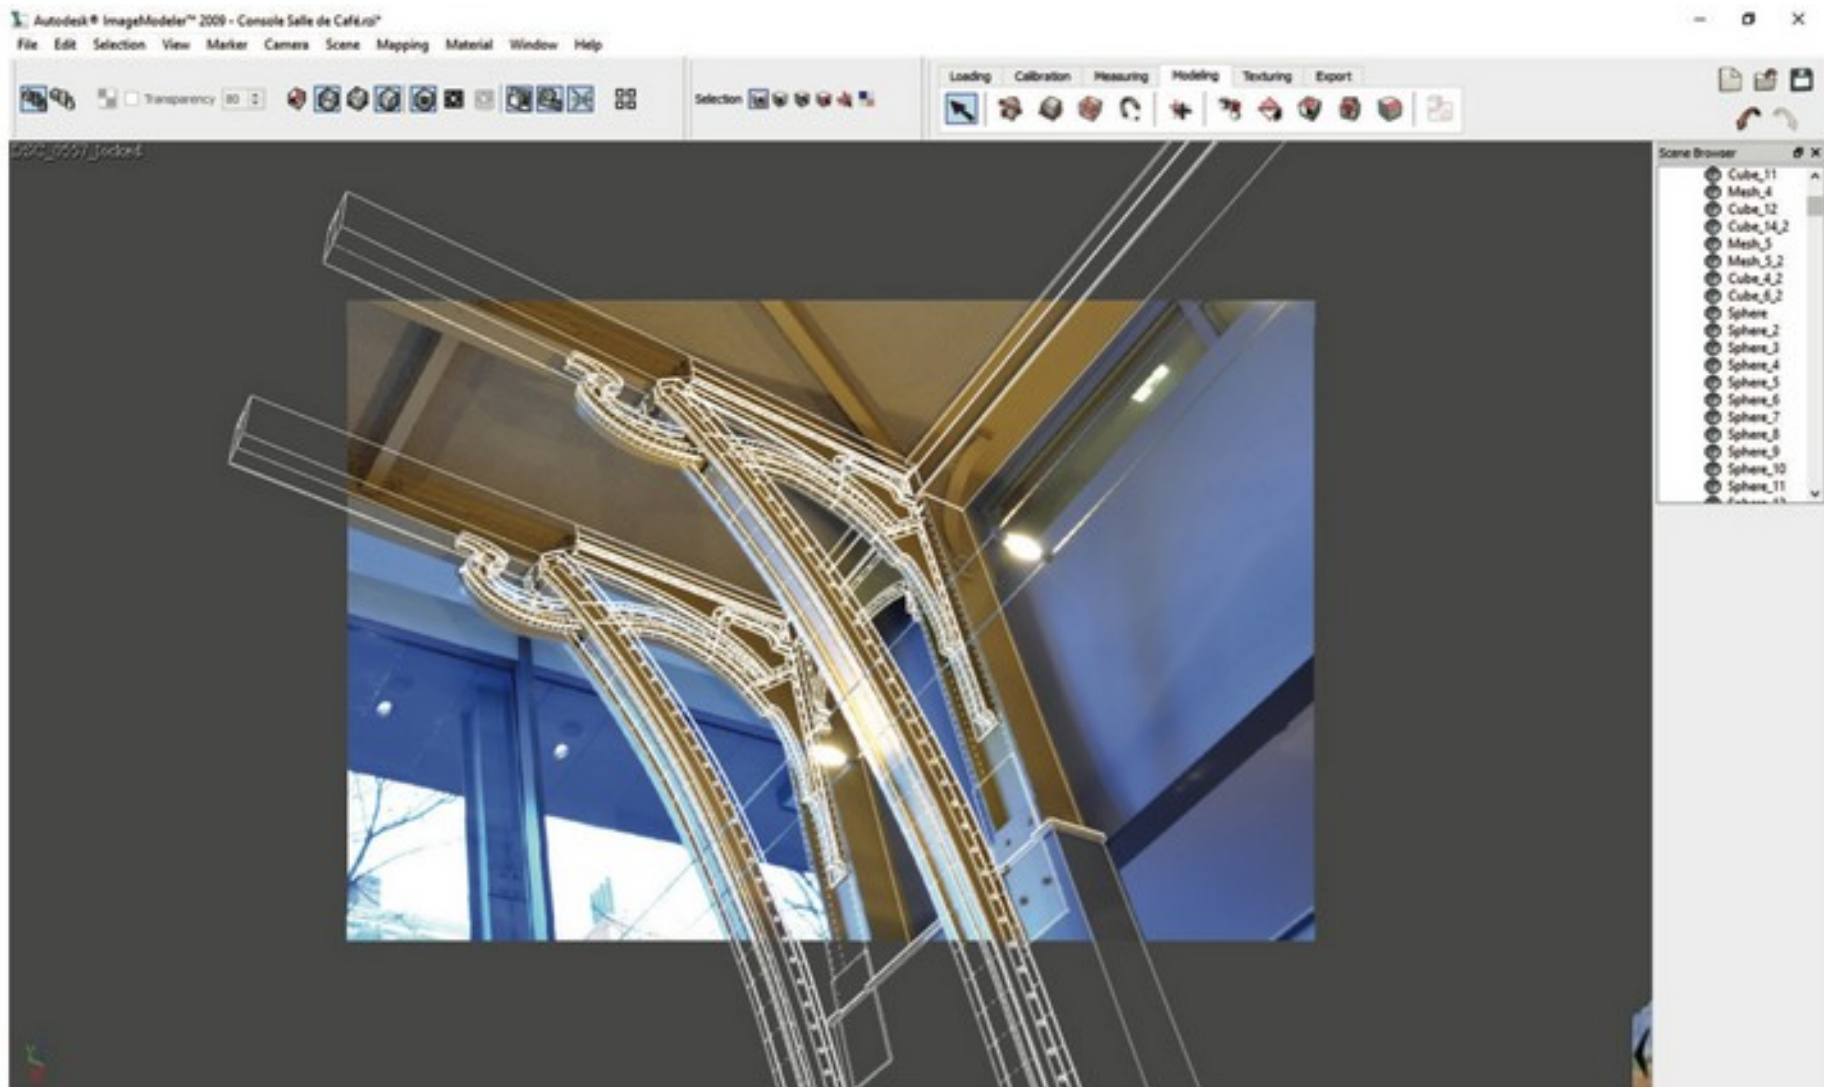 Autodesk® ImageModeler™ 2009 - Console Salle de Café.rzi*
File Edit Selection View Marker Camera Scene Mapping Material Window Help
Loading Calibration Measuring Modeling Texturing Export
Transparency 80
Selection
DSC_0557_locked
Scene Browser
Cube_11
Mesh_4
Cube_12
Cube_14_2
Mesh_5
Mesh_5_2
Cube_4_2
Cube_6_2
Sphere
Sphere_2
Sphere_3
Sphere_4
Sphere_5
Sphere_6
Sphere_7
Sphere_8
Sphere_9
Sphere_10
Sphere_11